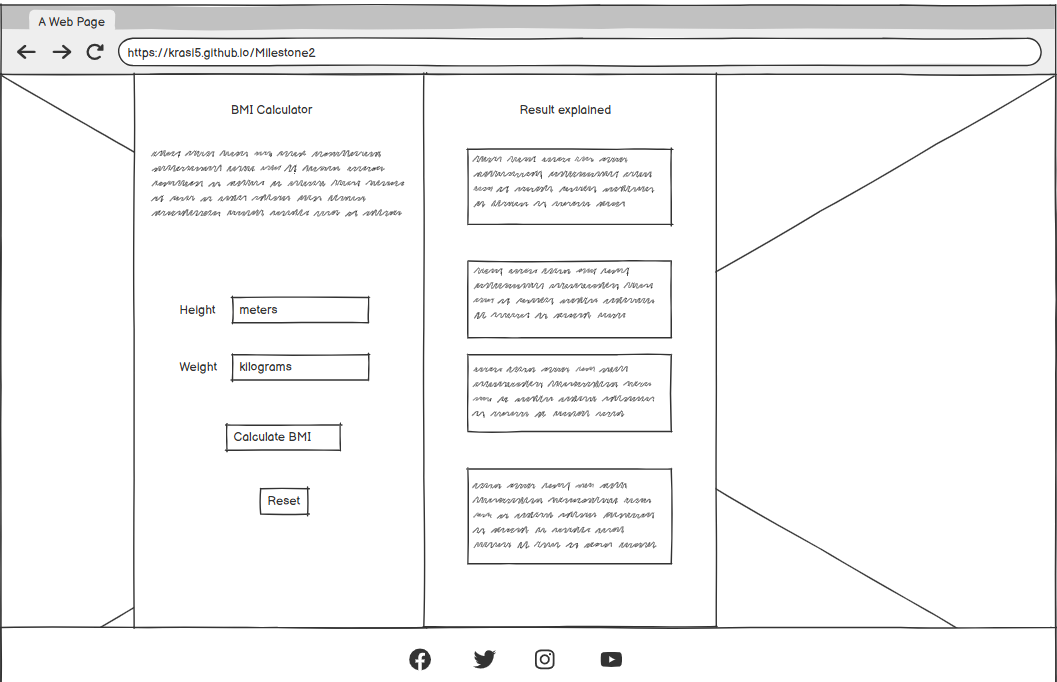 A Web Page
https://krasi5.github.io/Milestone2
BMI Calculator
Height
meters
Weight
kilograms
Calculate BMI
Reset
Result explained